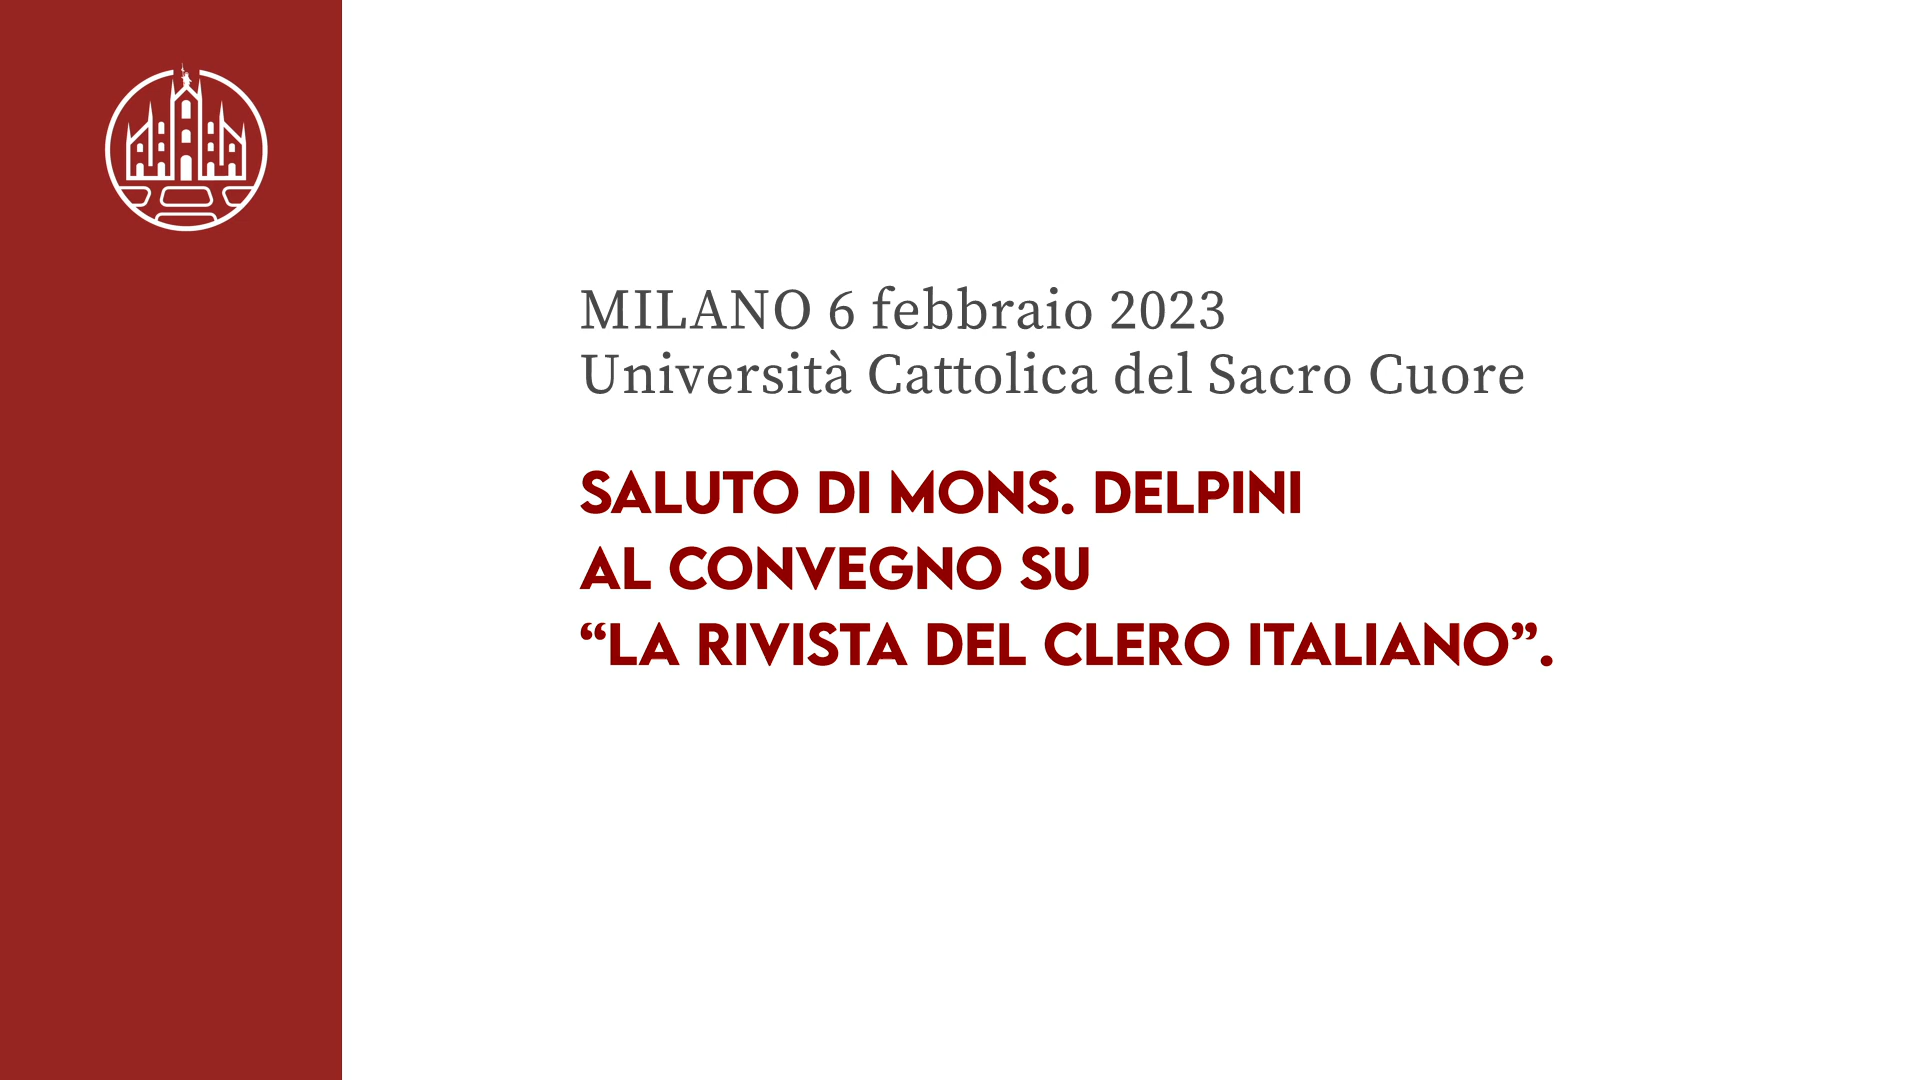 MILANO 6 febbraio 2023
Università Cattolica del Sacro Cuore
SALUTO DI MONS. DELPINI
AL CONVEGNO SU
“LA RIVISTA DEL CLERO ITALIANO”.